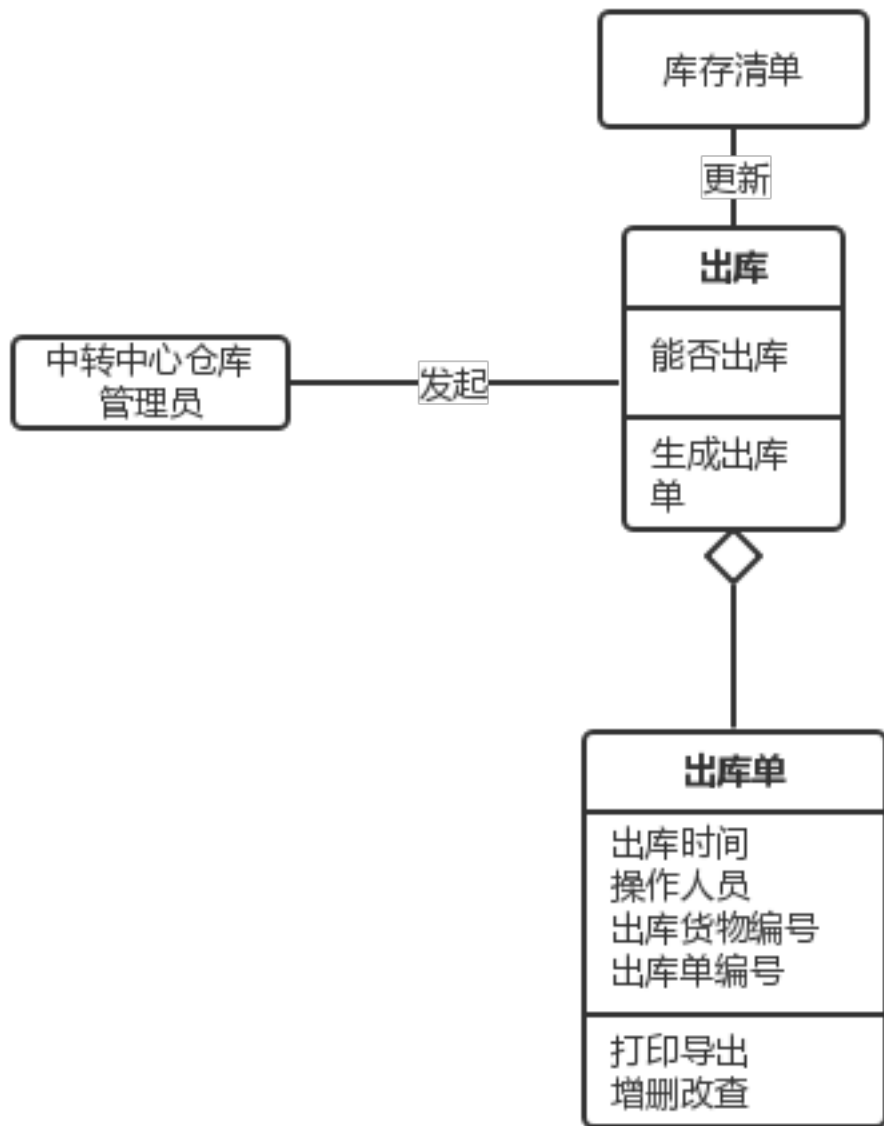 库存清单
更新
出库
能否出库
中转中心仓库
管理员
发起
生成出库
单
出库单
出库时间
操作人员
出库货物编号
出库单编号
打印导出
增删改查